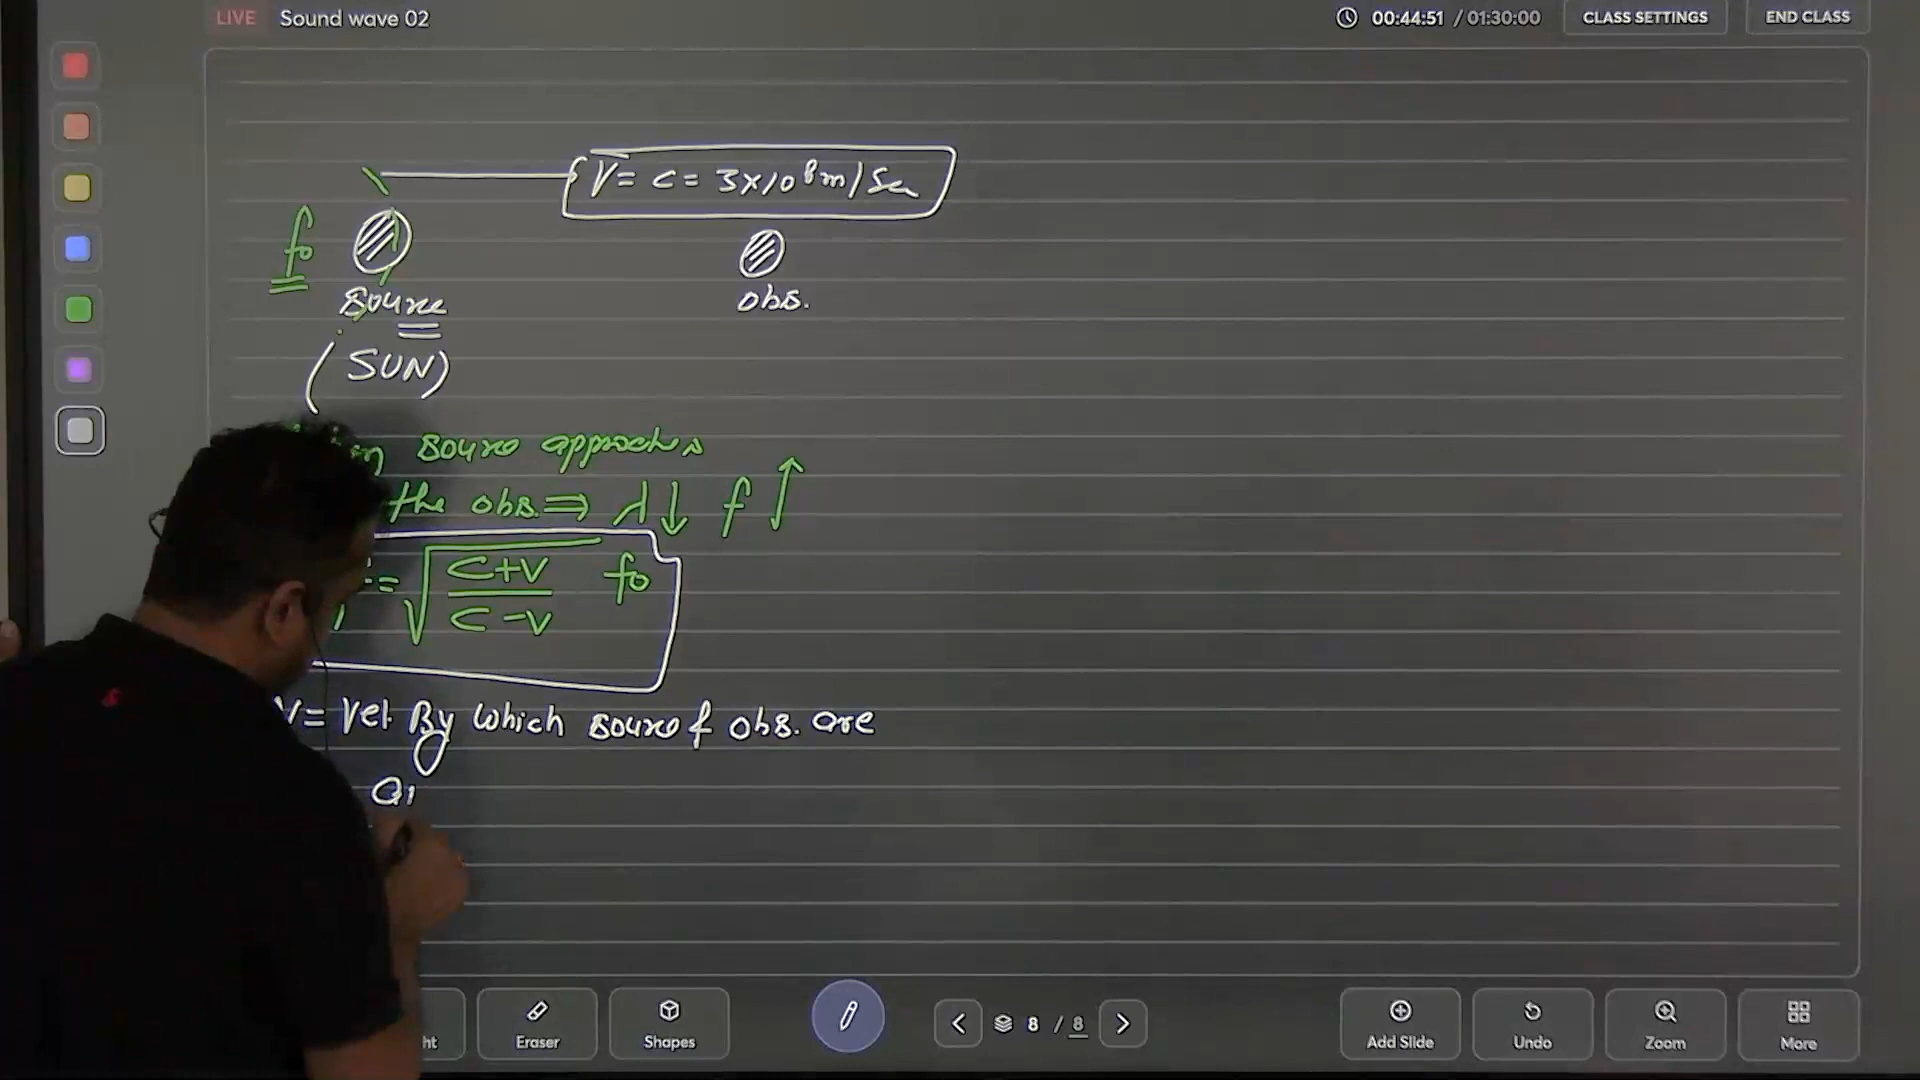 LIVE Sound wave 02
00:44:51 / 01:30:00 CLASS SETTINGS END CLASS
V = c = 3×10⁸m/Sec
fo
source
obs.
(SUN)
source approaches
the obs. ⇒ λ↓ f↑
= √((C+V)/(C-V)) fo
V = Vel. By which source & obs. are
Eraser
Shapes
8 / 8
Add Slide
Undo
Zoom
More